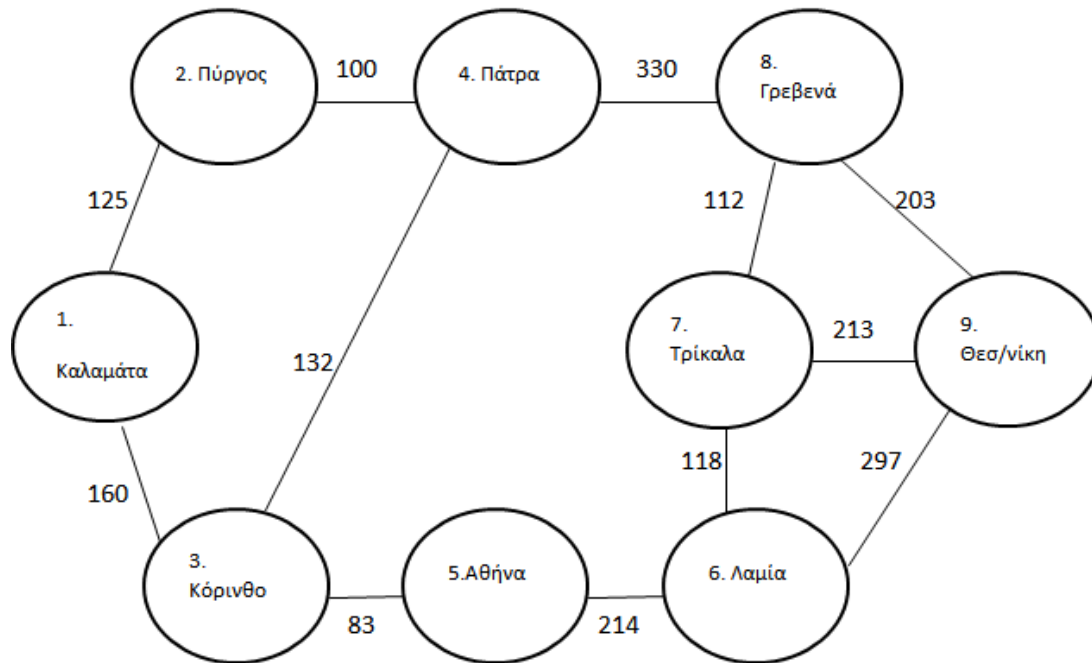 2. Πύργος
100
4. Πάτρα
330
8.
Γρεβενά
125
112
203
1.
Καλαμάτα
132
7.
Τρίκαλα
213
9.
Θεσ/νίκη
160
118
297
3.
Κόρινθο
83
5.Αθήνα
214
6. Λαμία